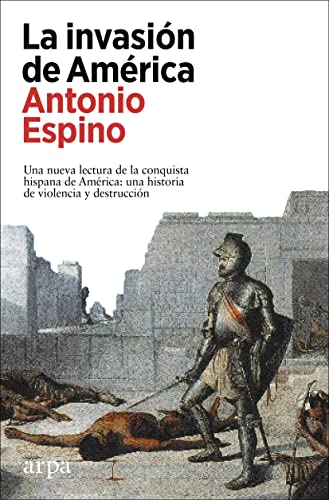 La invasión
de América
Antonio
Espino
Una nueva lectura de la conquista
hispana de América: una historia
de violencia y destrucción
arpa